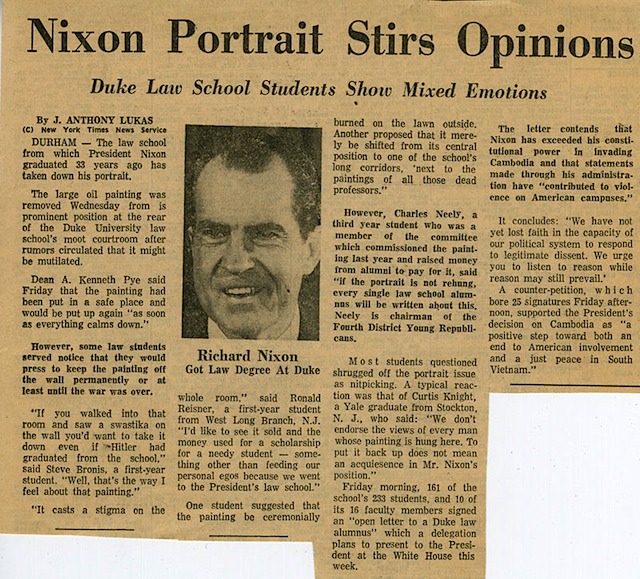 Nixon Portrait Stirs Opinions
Duke Law School Students Show Mixed Emotions
By J. ANTHONY LUKAS
(C) New York Times News Service
DURHAM — The law school
from which President Nixon
graduated 33 years ago has
taken down his portrait.
The large oil painting was
removed Wednesday from is
prominent position at the rear
of the Duke University law
school's moot courtroom after
rumors circulated that it might
be mutilated.
Dean A. Kenneth Pye said
Friday that the painting had
been put in a safe place and
would be put up again "as soon
as everything calms down."
However, some law students
served notice that they would
press to keep the painting off
the wall permanently or at
least until the war was over.
"If you walked into that
room and saw a swastika on
the wall you'd want to take it
down even if Hitler had
graduated from the school,"
said Steve Bronis, a first-year
student. "Well, that's the way I
feel about that painting."
"It casts a stigma on the
Richard Nixon
Got Law Degree At Duke
whole room," said Ronald
Reisner, a first-year student
from West Long Branch, N.J.
"I'd like to see it sold and the
money used for a scholarship
for a needy student — some-
thing other than feeding our
personal egos because we went
to the President's law school."
One student suggested that
the painting be ceremonially
burned on the lawn outside.
Another proposed that it mere-
ly be shifted from its central
position to one of the school's
long corridors, 'next to the
paintings of all those dead
professors."
However, Charles Neely, a
third year student who was a
member of the committee
which commissioned the paint-
ing last year and raised money
from alumni to pay for it, said
"if the portrait is not rehung,
every single law school alum-
nus will be written about this.
Neely is chairman of the
Fourth District Young Republi-
cans.
Most students questioned
shrugged off the portrait issue
as nitpicking. A typical reac-
tion was that of Curtis Knight,
a Yale graduate from Stockton,
N. J., who said: "We don't
endorse the views of every man
whose painting is hung here. To
put it back up does not mean
an acquiesence in Mr. Nixon's
position."
Friday morning, 161 of the
school's 233 students, and 10 of
its 16 faculty members signed
an "open letter to a Duke law
alumnus" which a delegation
plans to present to the Presi-
dent at the White House this
week.
The letter contends that
Nixon has exceeded his consti-
tutional power in invading
Cambodia and that statements
made through his administra-
tion have "contributed to viol-
ence on American campuses."
It concludes: "We have not
yet lost faith in the capacity of
our political system to respond
to legitimate dissent. We urge
you to listen to reason while
reason may still prevail.'
A counter-petition, which
bore 25 signatures Friday after-
noon, supported the President's
decision on Cambodia as "a
positive step toward both an
end to American involvement
and a just peace in South
Vietnam."